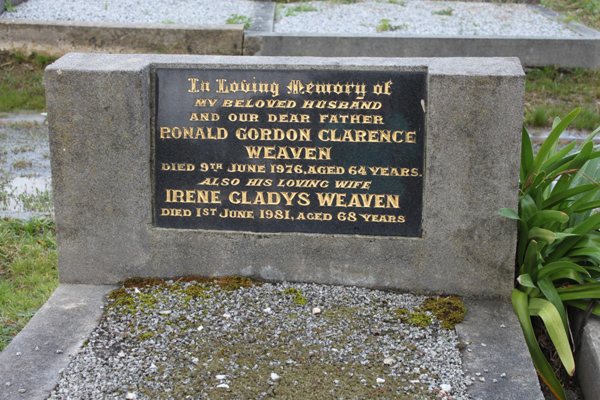 In Loving Memory of
MY BELOVED HUSBAND
AND OUR DEAR FATHER
RONALD GORDON CLARENCE
WEAVEN
DIED 9TH JUNE 1976, AGED 64 YEARS.
ALSO HIS LOVING WIFE
IRENE GLADYS WEAVEN
DIED 1ST JUNE 1981, AGED 68 YEARS